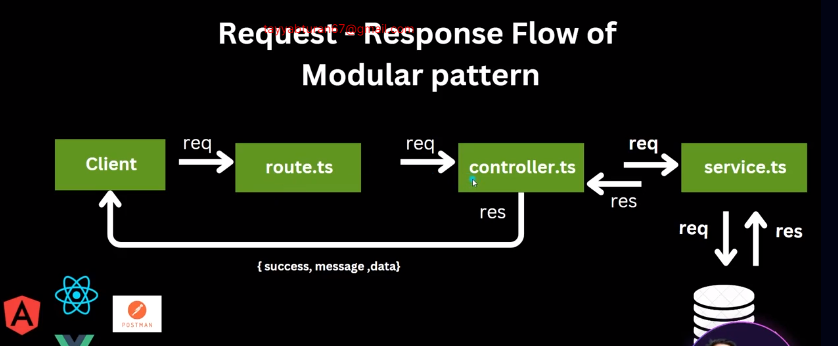 Request - Response Flow of
Modular pattern
Client
req
route.ts
req
controller.ts
req
res
service.ts
res
req
res
{ success, message ,data}
A
POSTMAN